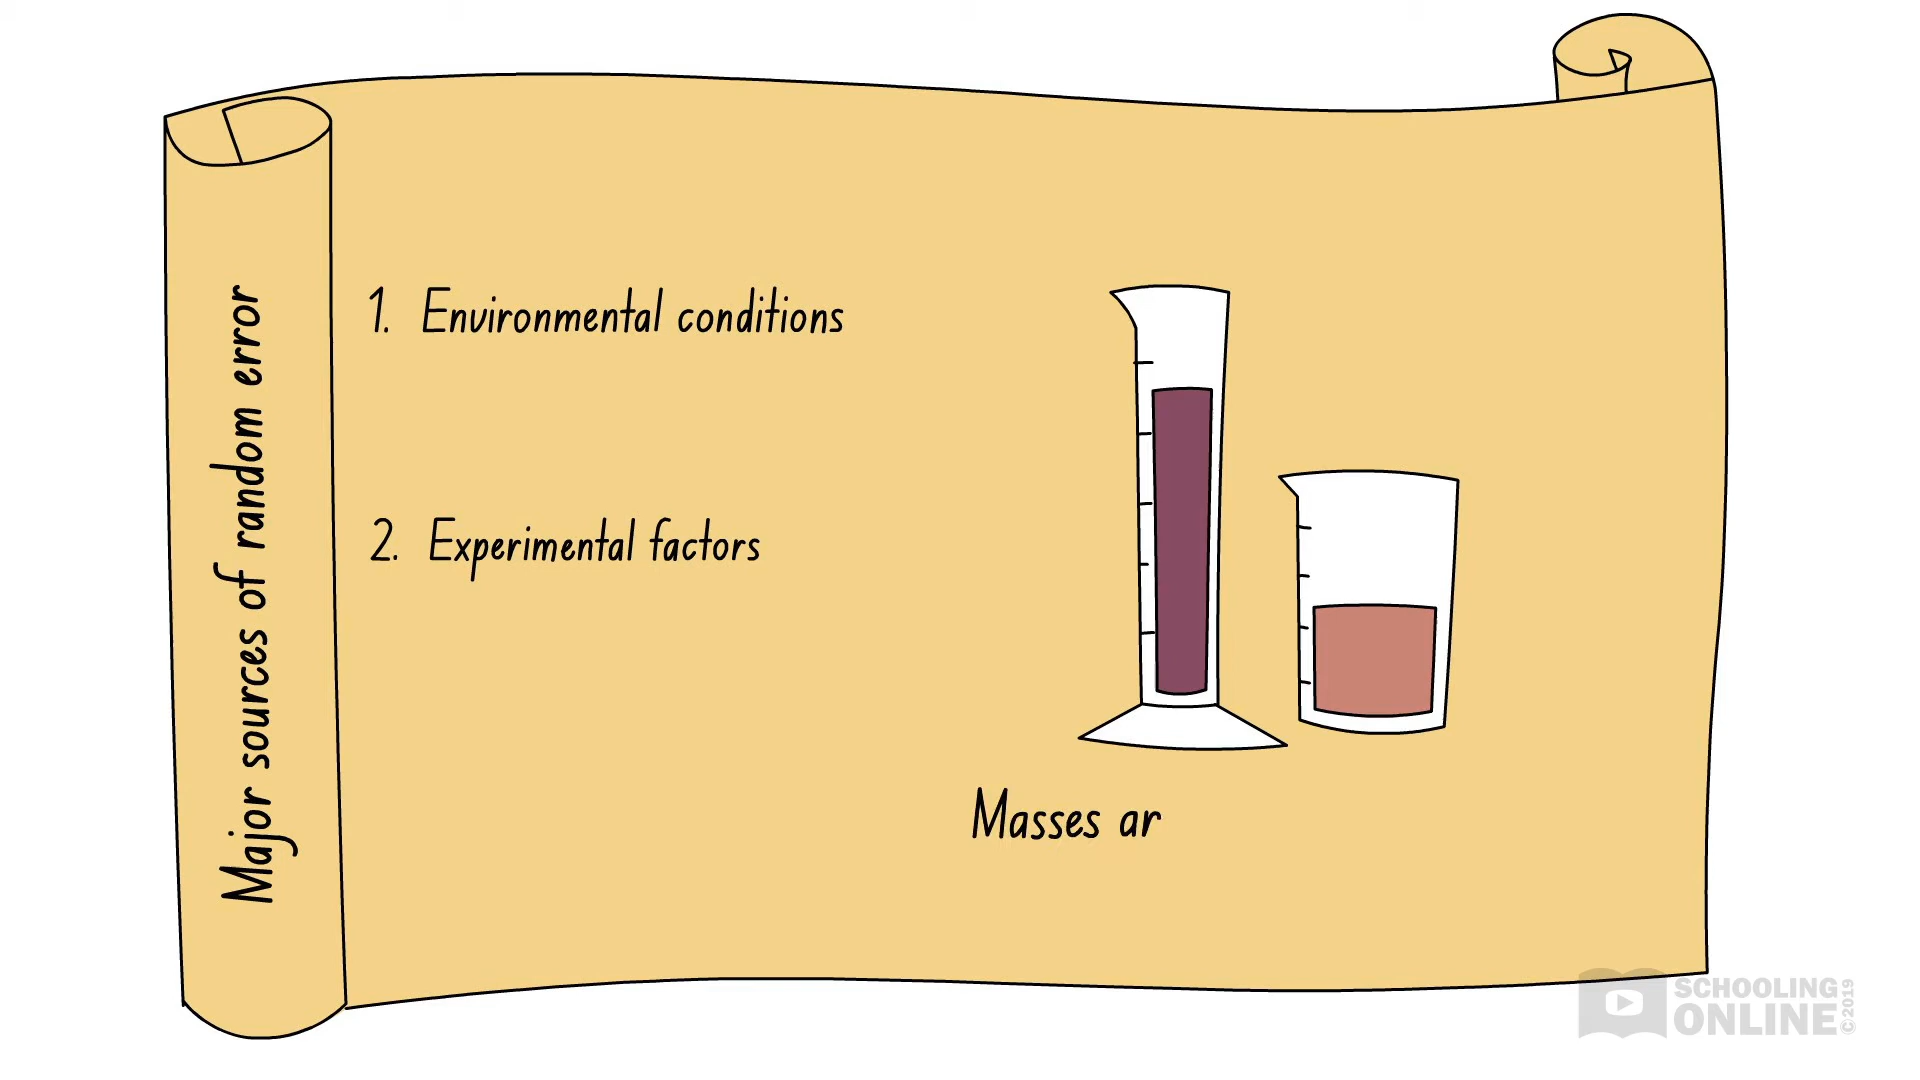 Major sources of random error
1. Environmental conditions
2. Experimental factors
Masses ar
SCHOOLING
ONLINE
©2019